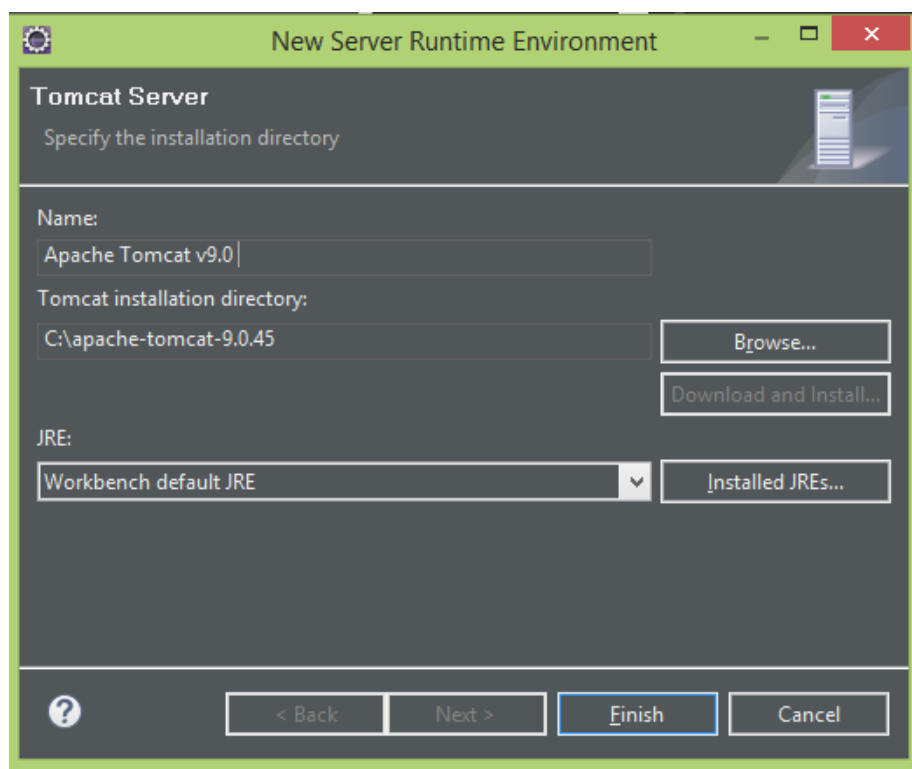 New Server Runtime Environment
Tomcat Server
Specify the installation directory
Name:
Apache Tomcat v9.0
Tomcat installation directory:
C:\apache-tomcat-9.0.45
Browse...
Download and Install...
JRE:
Workbench default JRE
Installed JREs...
?
< Back Next > Finish Cancel